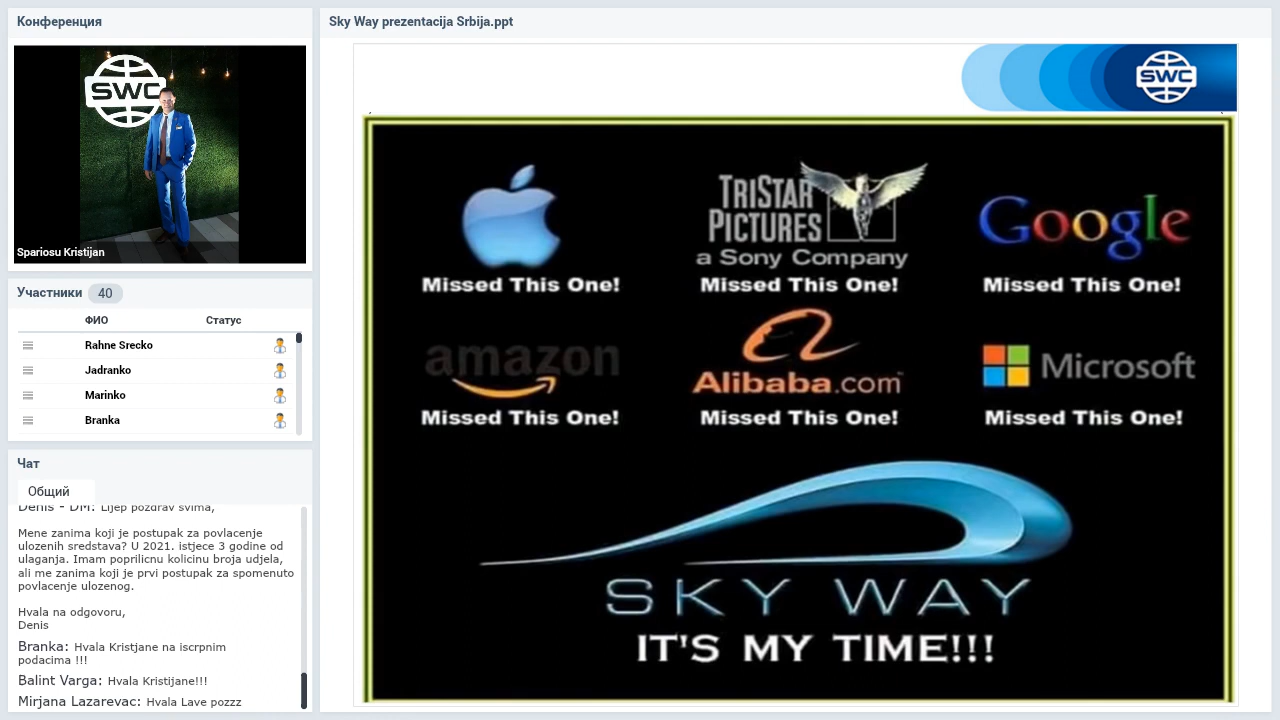 Конференция
SWC
Spariosu Kristijan
Участники 40
ФИО Статус
Rahne Srecko
Jadranko
Marinko
Branka
Чат
Общий
Denis - DM: Lijep pozdrav svima,
Mene zanima koji je postupak za povlacenje
ulozenih sredstava? U 2021. istjece 3 godine od
ulaganja. Imam poprilicnu kolicinu broja udjela,
ali me zanima koji je prvi postupak za spomenuto
povlacenje ulozenog.
Hvala na odgovoru,
Denis
Branka: Hvala Kristjane na iscrpnim
podacima !!!
Balint Varga: Hvala Kristijane!!!
Mirjana Lazarevac: Hvala Lave pozzz
Sky Way prezentacija Srbija.ppt
SWC
TRISTAR
PICTURES
a Sony Company
Google
Missed This One! Missed This One! Missed This One!
amazon
Alibaba.com
Microsoft
Missed This One! Missed This One! Missed This One!
SKY WAY
IT'S MY TIME!!!